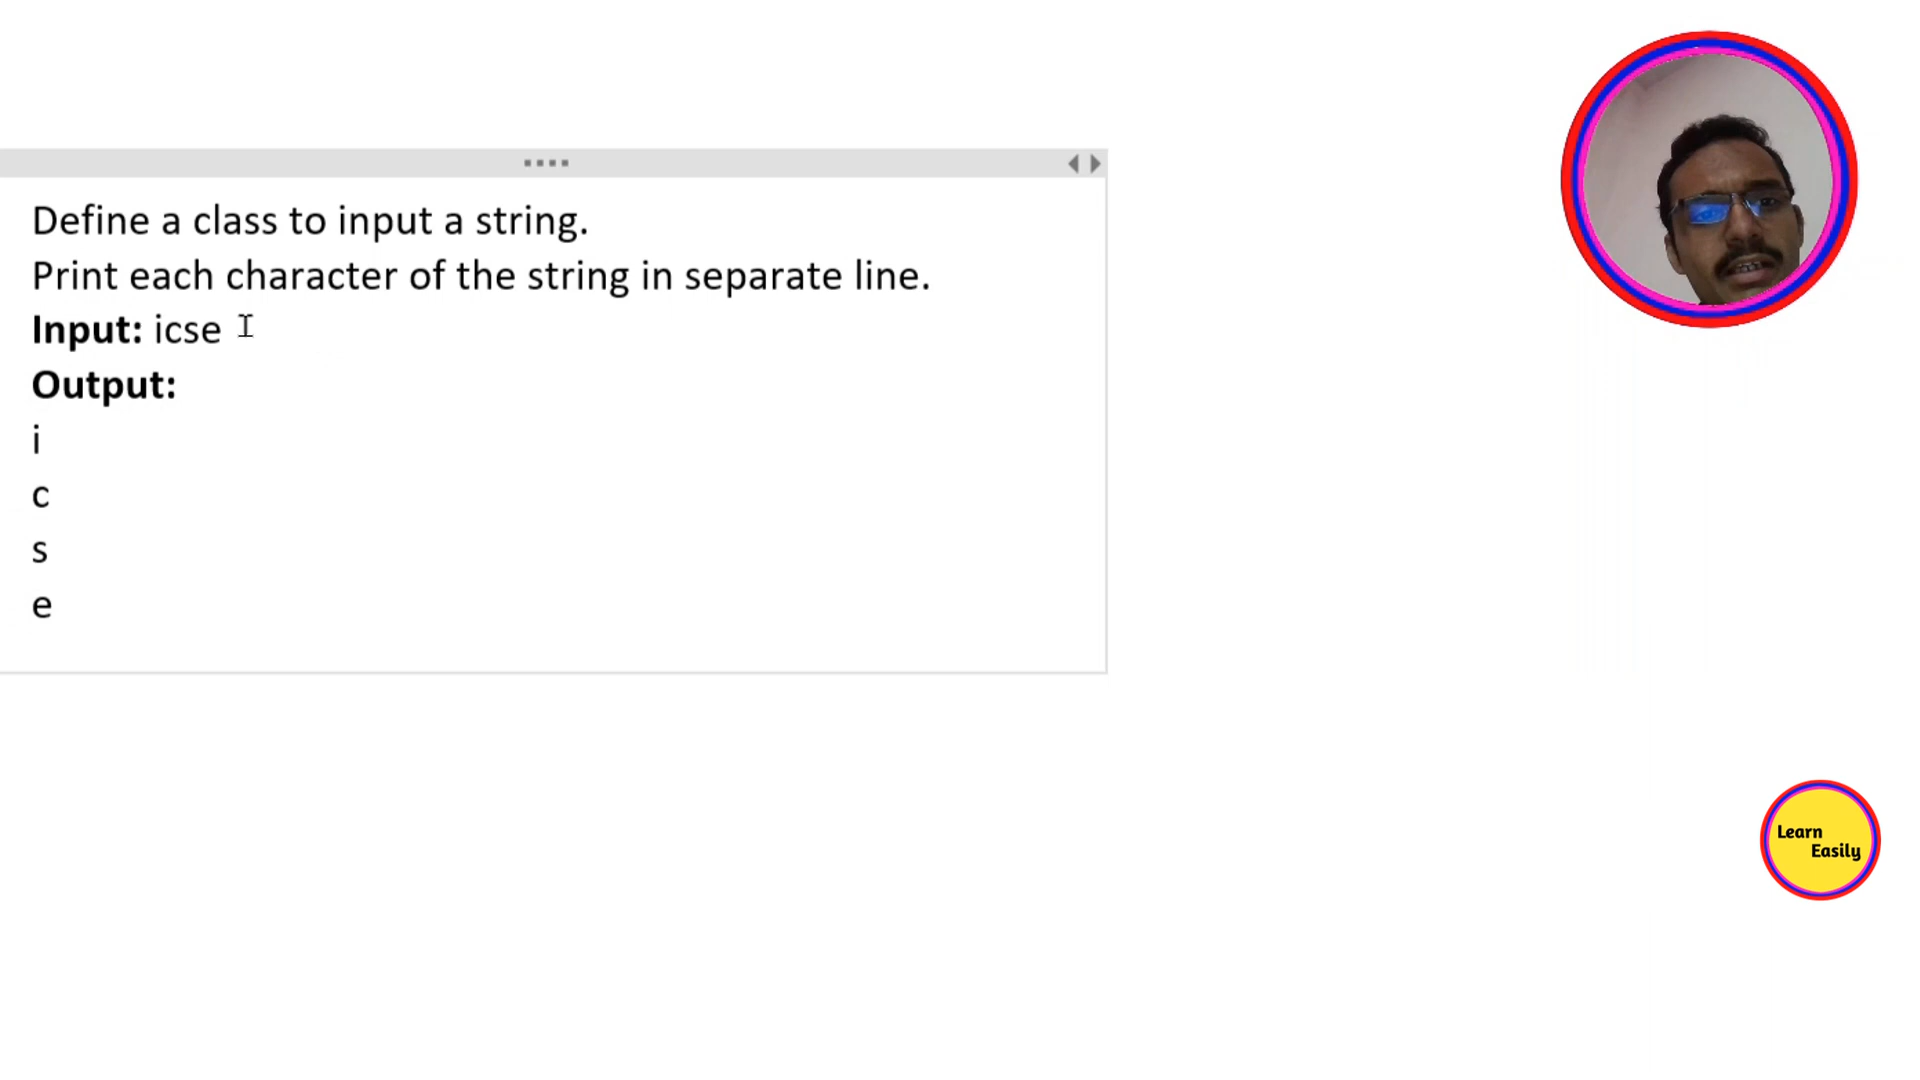 Define a class to input a string.
Print each character of the string in separate line.
Input: icse
Output:
i
c
s
e
Learn
Easily